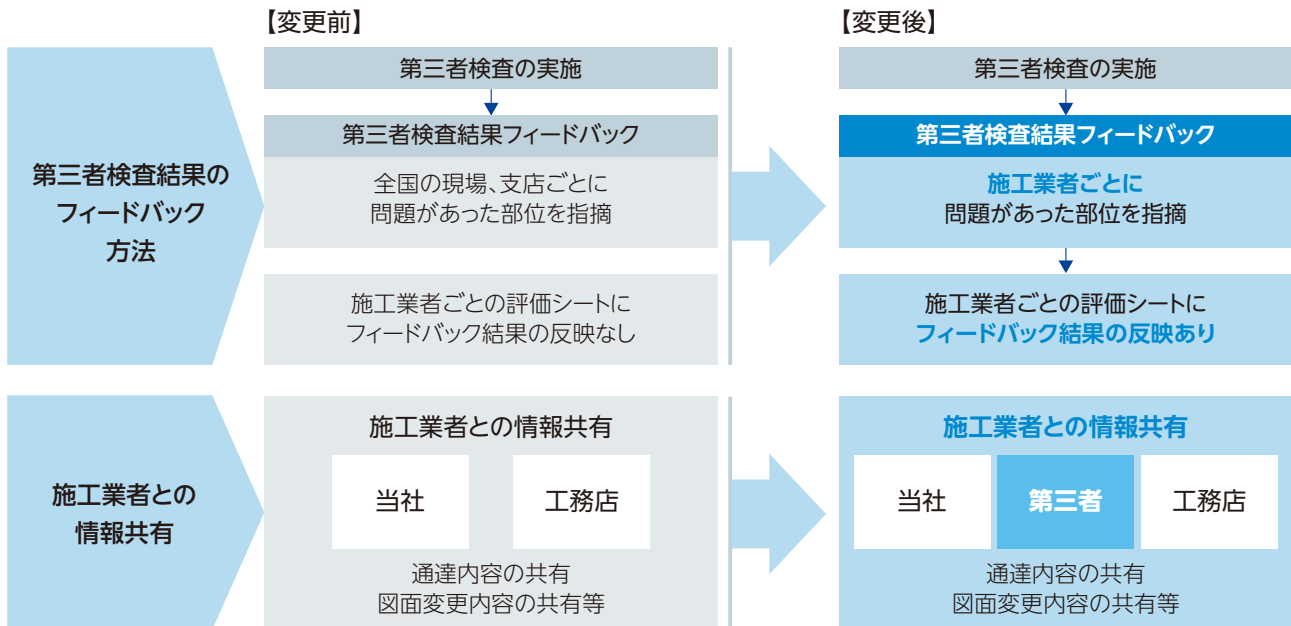 【変更前】
【変更後】
第三者検査結果の
フィードバック
方法
第三者検査の実施
第三者検査結果フィードバック
全国の現場、支店ごとに
問題があった部位を指摘
施工業者ごとの評価シートに
フィードバック結果の反映なし
第三者検査の実施
第三者検査結果フィードバック
施工業者ごとに
問題があった部位を指摘
施工業者ごとの評価シートに
フィードバック結果の反映あり
施工業者との
情報共有
施工業者との情報共有
当社
工務店
通達内容の共有
図面変更内容の共有等
施工業者との情報共有
当社
第三者
工務店
通達内容の共有
図面変更内容の共有等